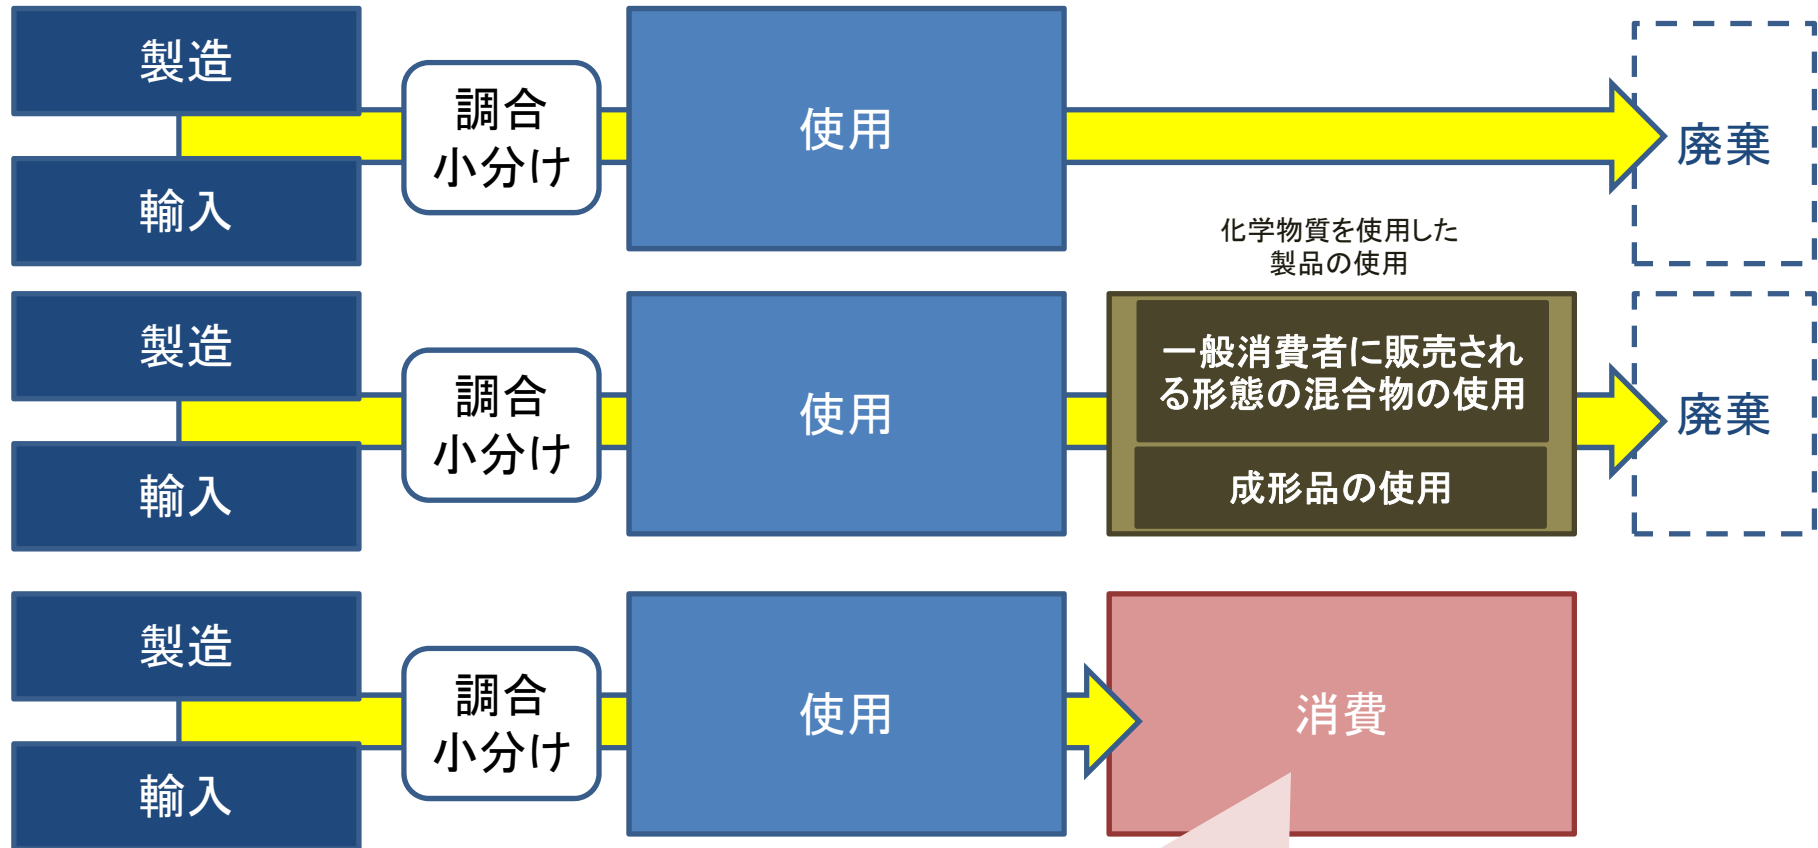 製造
輸入
調合
小分け
使用
廃棄
化学物質を使用した
製品の使用
製造
輸入
調合
小分け
使用
一般消費者に販売され
る形態の混合物の使用
成形品の使用
廃棄
製造
輸入
調合
小分け
使用
消費